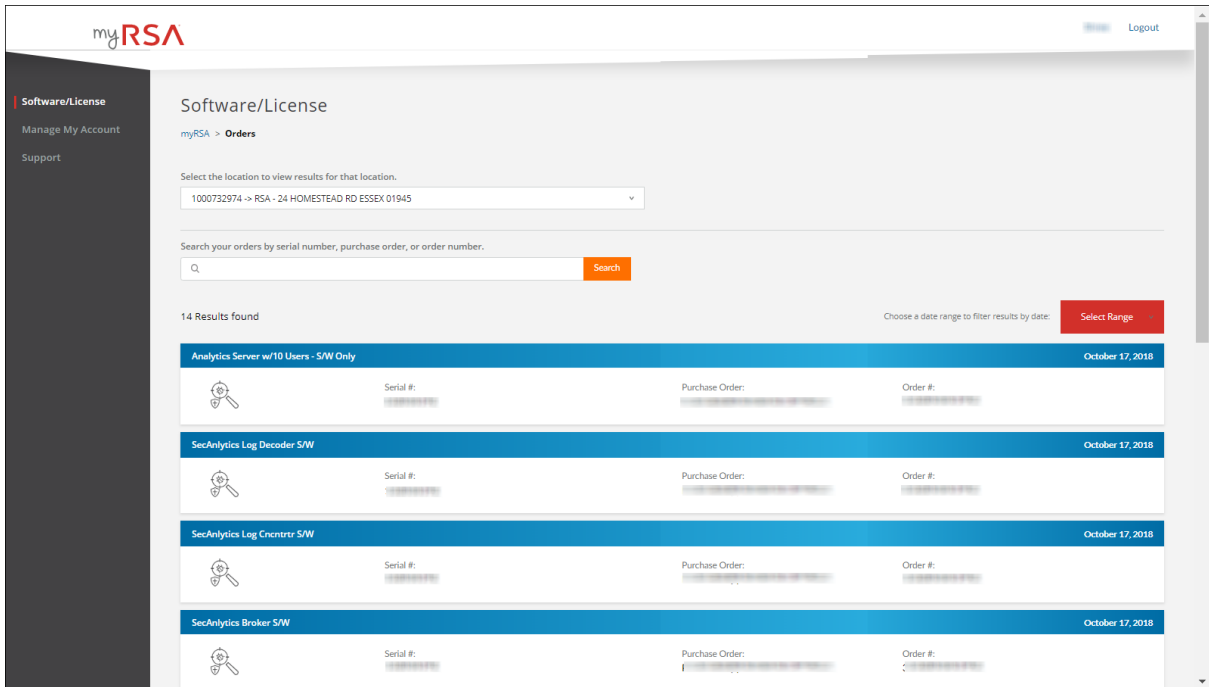 myRSA
Logout
Software/License
Manage My Account
Support
Software/License
myRSA > Orders
Select the location to view results for that location.
1000732974 -> RSA - 24 HOMESTEAD RD ESSEX 01945
Search your orders by serial number, purchase order, or order number.
Search
14 Results found
Choose a date range to filter results by date:
Select Range
Analytics Server w/10 Users - S/W Only
October 17, 2018
Serial #:
Purchase Order:
Order #:
SecAnlytics Log Decoder S/W
October 17, 2018
Serial #:
Purchase Order:
Order #:
SecAnlytics Log Cncntrtr S/W
October 17, 2018
Serial #:
Purchase Order:
Order #:
SecAnlytics Broker S/W
October 17, 2018
Serial #:
Purchase Order:
Order #: